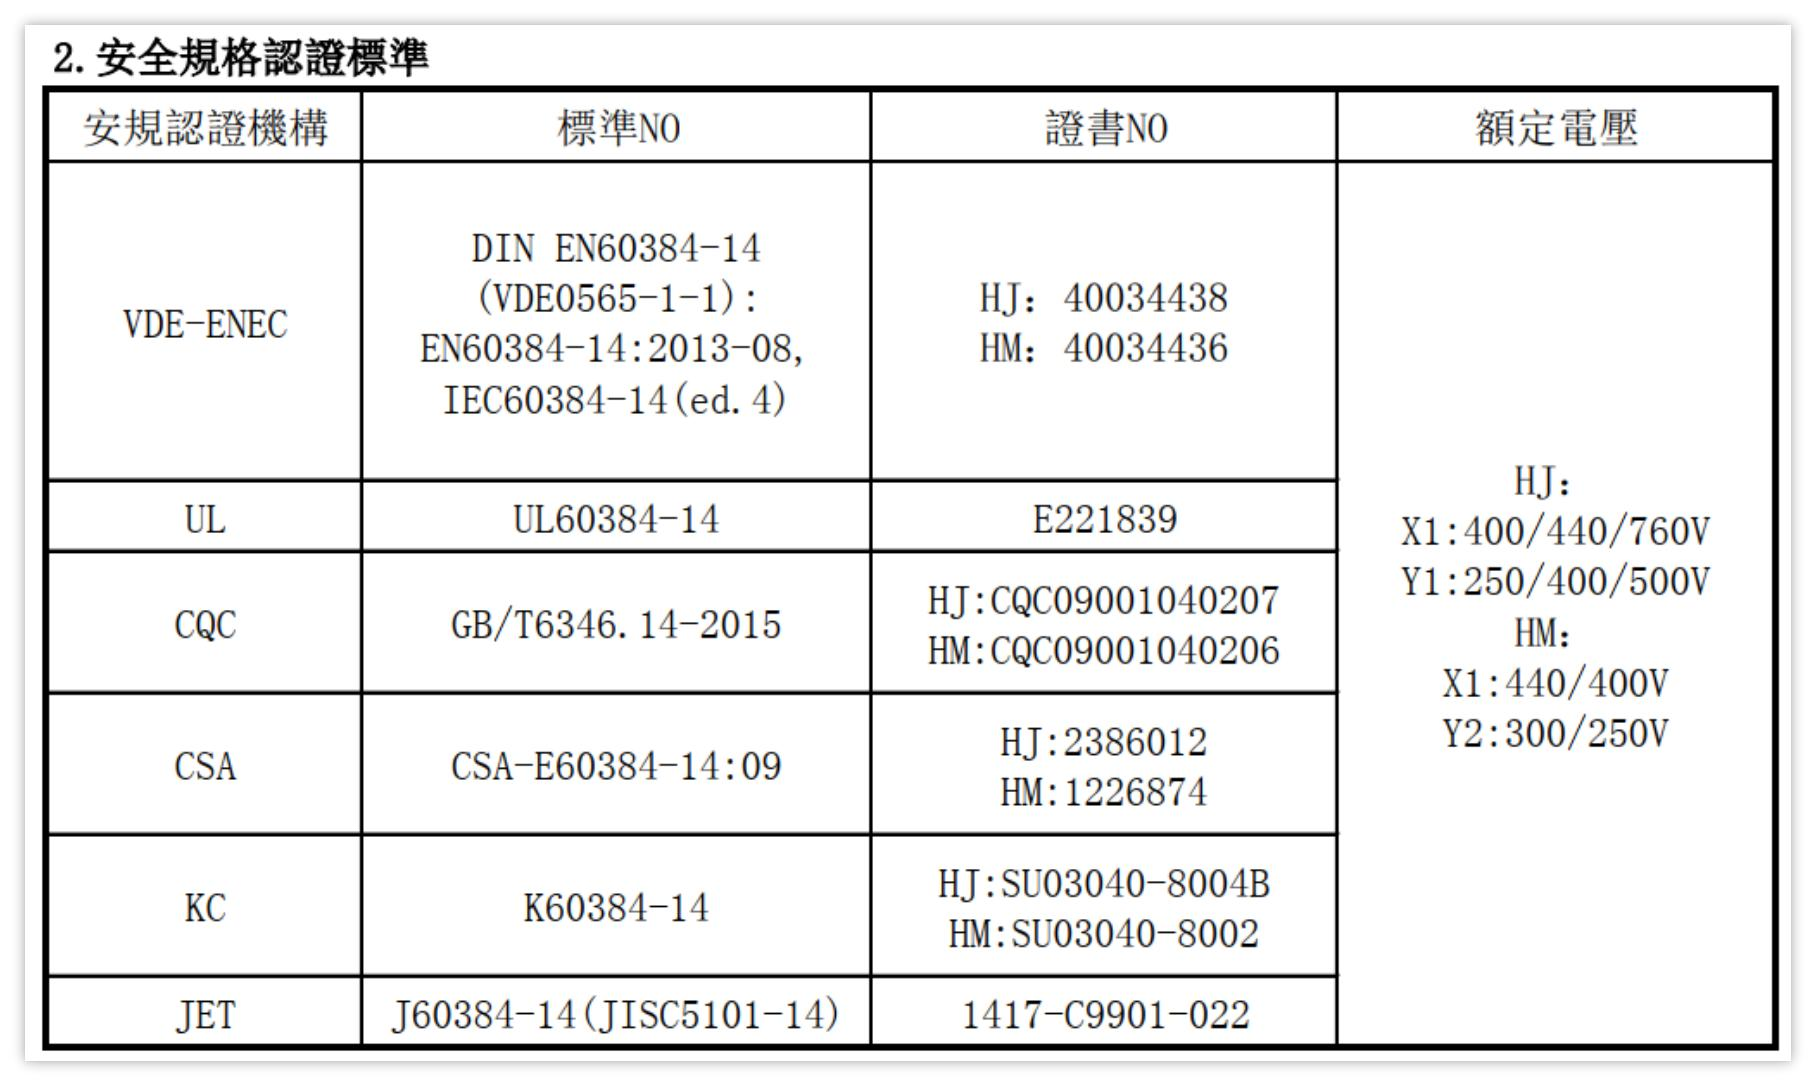 2.安全規格認證標準
安規認證機構 標準NO 證書NO 額定電壓
VDE-ENEC
DIN EN60384-14
(VDE0565-1-1):
EN60384-14:2013-08,
IEC60384-14(ed.4)
HJ：40034438
HM：40034436
HJ：
X1:400/440/760V
Y1:250/400/500V
HM：
X1:440/400V
Y2:300/250V
UL UL60384-14 E221839
CQC GB/T6346.14-2015
HJ:CQC09001040207
HM:CQC09001040206
CSA CSA-E60384-14:09
HJ:2386012
HM:1226874
KC K60384-14
HJ:SU03040-8004B
HM:SU03040-8002
JET J60384-14(JISC5101-14) 1417-C9901-022